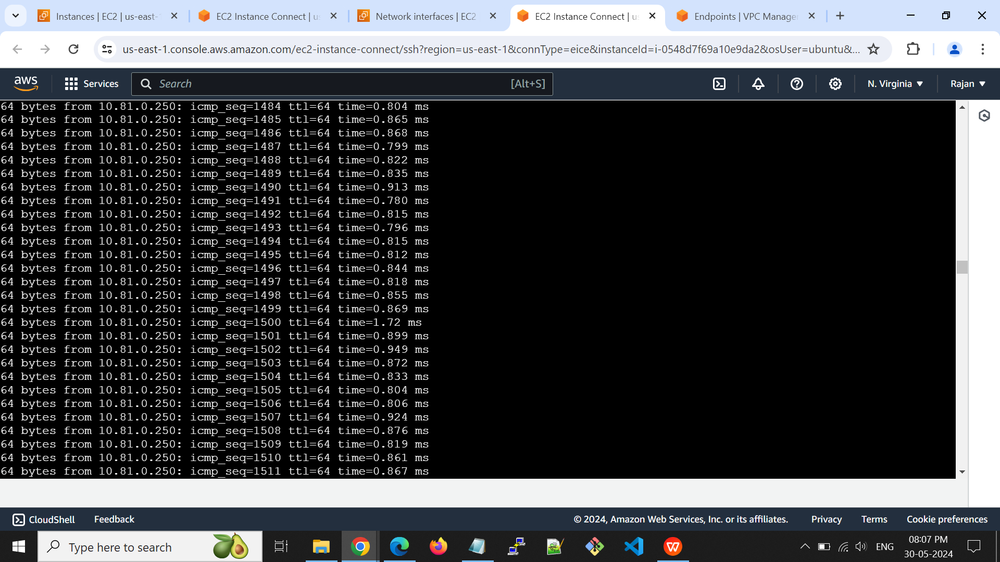 Instances | EC2 | us-east-1
EC2 Instance Connect | us
Network interfaces | EC2
EC2 Instance Connect | us
Endpoints | VPC Manager
us-east-1.console.aws.amazon.com/ec2-instance-connect/ssh?region=us-east-1&connType=eice&instanceId=i-0548d7f69a10e9da2&osUser=ubuntu&...
aws
Services
Search
[Alt+S]
N. Virginia
Rajan
64 bytes from 10.81.0.250: icmp_seq=1484 ttl=64 time=0.804 ms
64 bytes from 10.81.0.250: icmp_seq=1485 ttl=64 time=0.865 ms
64 bytes from 10.81.0.250: icmp_seq=1486 ttl=64 time=0.868 ms
64 bytes from 10.81.0.250: icmp_seq=1487 ttl=64 time=0.799 ms
64 bytes from 10.81.0.250: icmp_seq=1488 ttl=64 time=0.822 ms
64 bytes from 10.81.0.250: icmp_seq=1489 ttl=64 time=0.835 ms
64 bytes from 10.81.0.250: icmp_seq=1490 ttl=64 time=0.913 ms
64 bytes from 10.81.0.250: icmp_seq=1491 ttl=64 time=0.780 ms
64 bytes from 10.81.0.250: icmp_seq=1492 ttl=64 time=0.815 ms
64 bytes from 10.81.0.250: icmp_seq=1493 ttl=64 time=0.796 ms
64 bytes from 10.81.0.250: icmp_seq=1494 ttl=64 time=0.815 ms
64 bytes from 10.81.0.250: icmp_seq=1495 ttl=64 time=0.812 ms
64 bytes from 10.81.0.250: icmp_seq=1496 ttl=64 time=0.844 ms
64 bytes from 10.81.0.250: icmp_seq=1497 ttl=64 time=0.818 ms
64 bytes from 10.81.0.250: icmp_seq=1498 ttl=64 time=0.855 ms
64 bytes from 10.81.0.250: icmp_seq=1499 ttl=64 time=0.869 ms
64 bytes from 10.81.0.250: icmp_seq=1500 ttl=64 time=1.72 ms
64 bytes from 10.81.0.250: icmp_seq=1501 ttl=64 time=0.899 ms
64 bytes from 10.81.0.250: icmp_seq=1502 ttl=64 time=0.949 ms
64 bytes from 10.81.0.250: icmp_seq=1503 ttl=64 time=0.872 ms
64 bytes from 10.81.0.250: icmp_seq=1504 ttl=64 time=0.833 ms
64 bytes from 10.81.0.250: icmp_seq=1505 ttl=64 time=0.804 ms
64 bytes from 10.81.0.250: icmp_seq=1506 ttl=64 time=0.806 ms
64 bytes from 10.81.0.250: icmp_seq=1507 ttl=64 time=0.924 ms
64 bytes from 10.81.0.250: icmp_seq=1508 ttl=64 time=0.876 ms
64 bytes from 10.81.0.250: icmp_seq=1509 ttl=64 time=0.819 ms
64 bytes from 10.81.0.250: icmp_seq=1510 ttl=64 time=0.861 ms
64 bytes from 10.81.0.250: icmp_seq=1511 ttl=64 time=0.867 ms
CloudShell
Feedback
© 2024, Amazon Web Services, Inc. or its affiliates.
Privacy
Terms
Cookie preferences
Type here to search
ENG
08:07 PM
30-05-2024